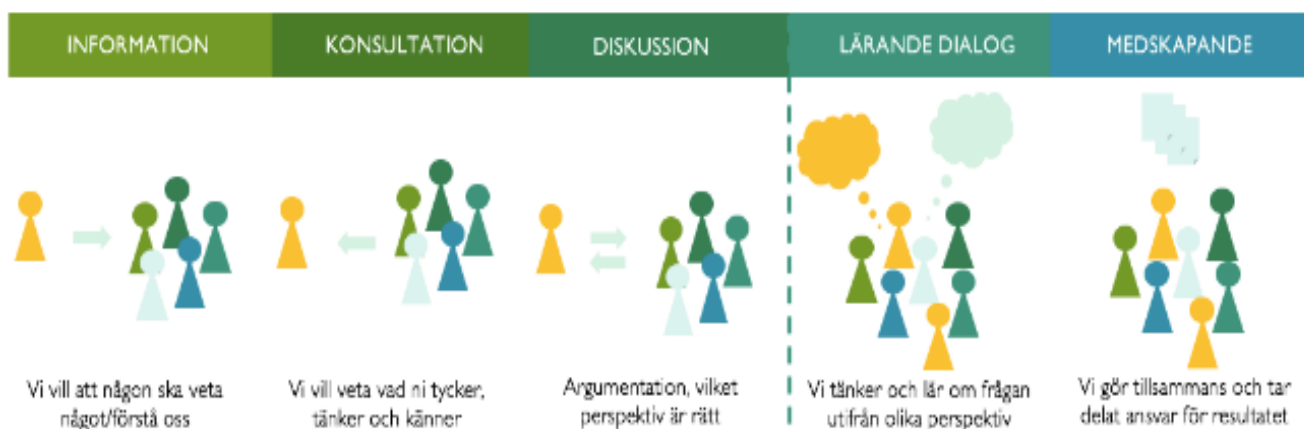 INFORMATION
KONSULTATION
DISKUSSION
LÄRANDE DIALOG
MEDSKAPANDE
Vi vill att någon ska veta
något/förstå oss
Vi vill veta vad ni tycker,
tänker och känner
Argumentation, vilket
perspektiv är rätt
Vi tänker och lär om frågan
utifrån olika perspektiv
Vi gör tillsammans och tar
delat ansvar för resultatet